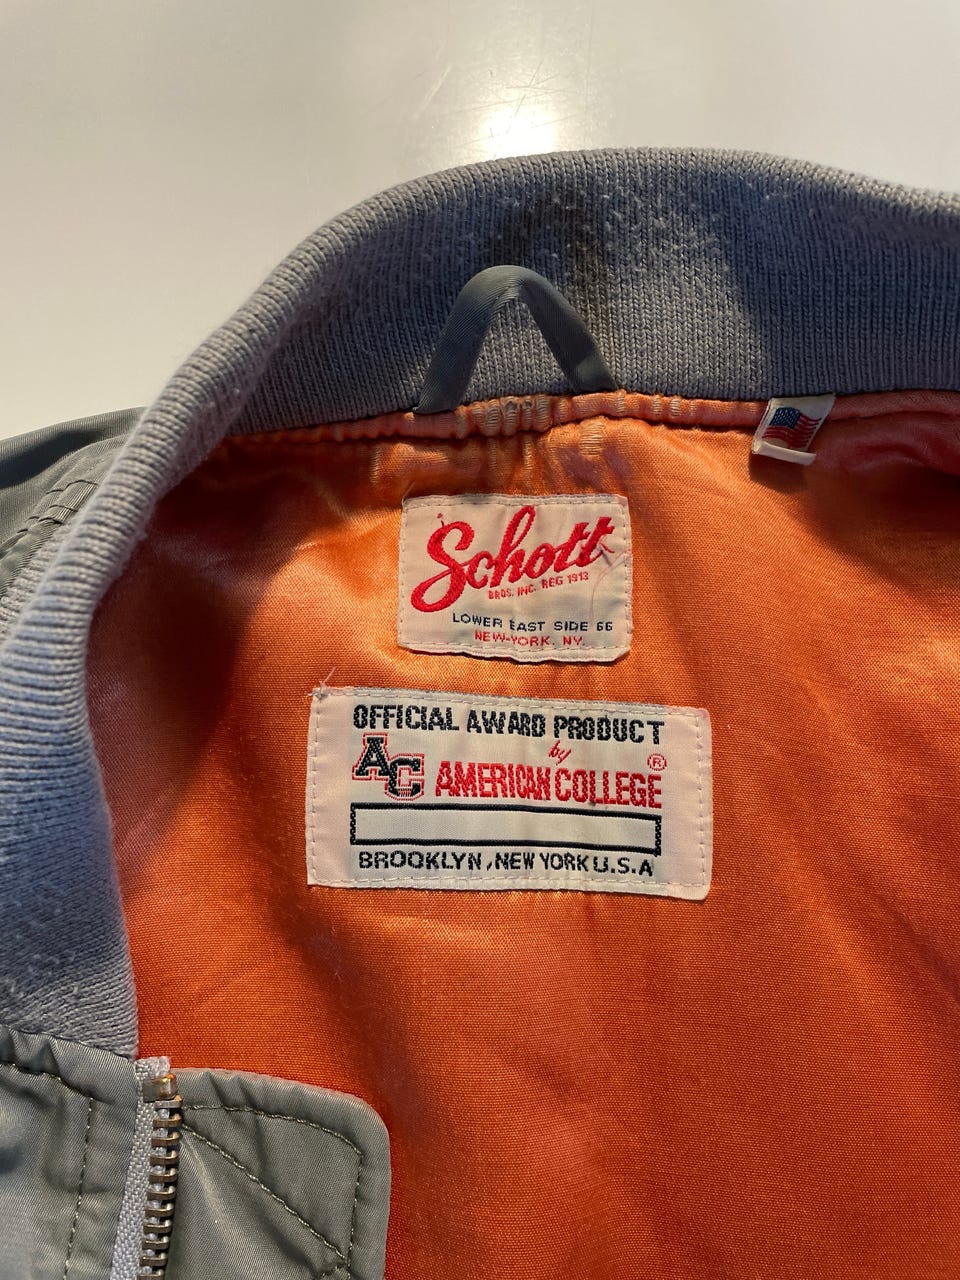 Schott
BROS. INC. REG 1913
LOWER EAST SIDE 66
NEW-YORK. NY.
OFFICIAL AWARD PRODUCT
by
AC AMERICAN COLLEGE ®
BROOKLYN, NEW YORK U.S.A